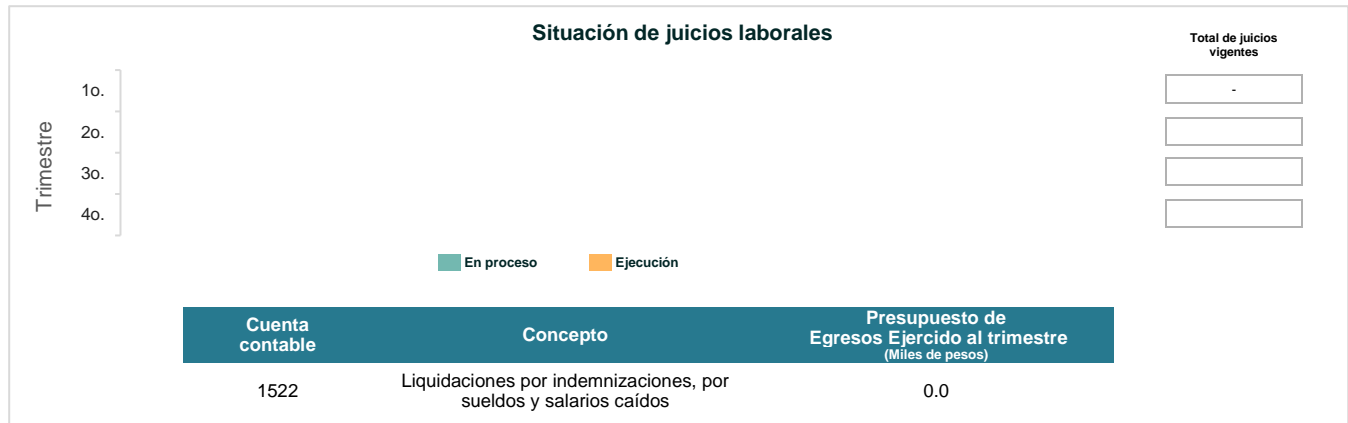 Situación de juicios laborales
Total de juicios
vigentes
Trimestre
1o.
-
2o.
3o.
4o.
En proceso
Ejecución
Cuenta
contable
Concepto
Presupuesto de
Egresos Ejercido al trimestre
(Miles de pesos)
1522
Liquidaciones por indemnizaciones, por
sueldos y salarios caídos
0.0